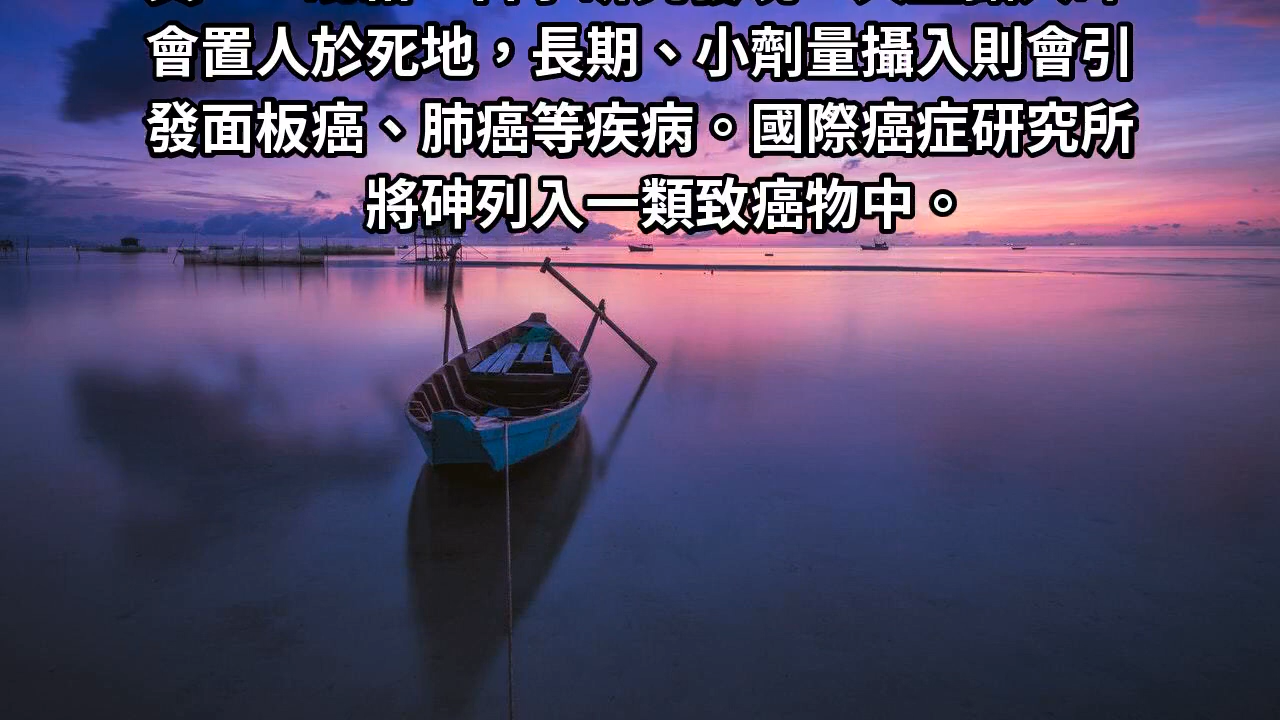 會置人於死地，長期、小劑量攝入則會引
發面板癌、肺癌等疾病。國際癌症研究所
將砷列入一類致癌物中。